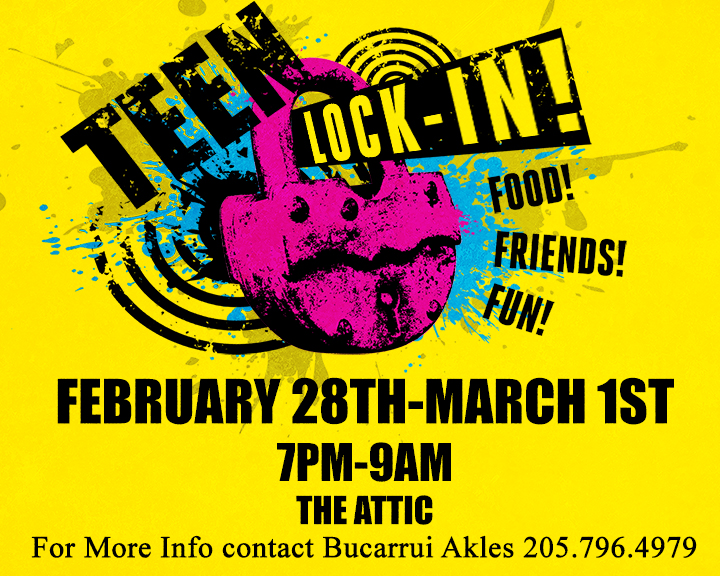 TEEN
LOCK-IN!
FOOD!
FRIENDS!
FUN!
FEBRUARY 28TH-MARCH 1ST
7PM-9AM
THE ATTIC
For More Info contact Bucarrui Akles 205.796.4979